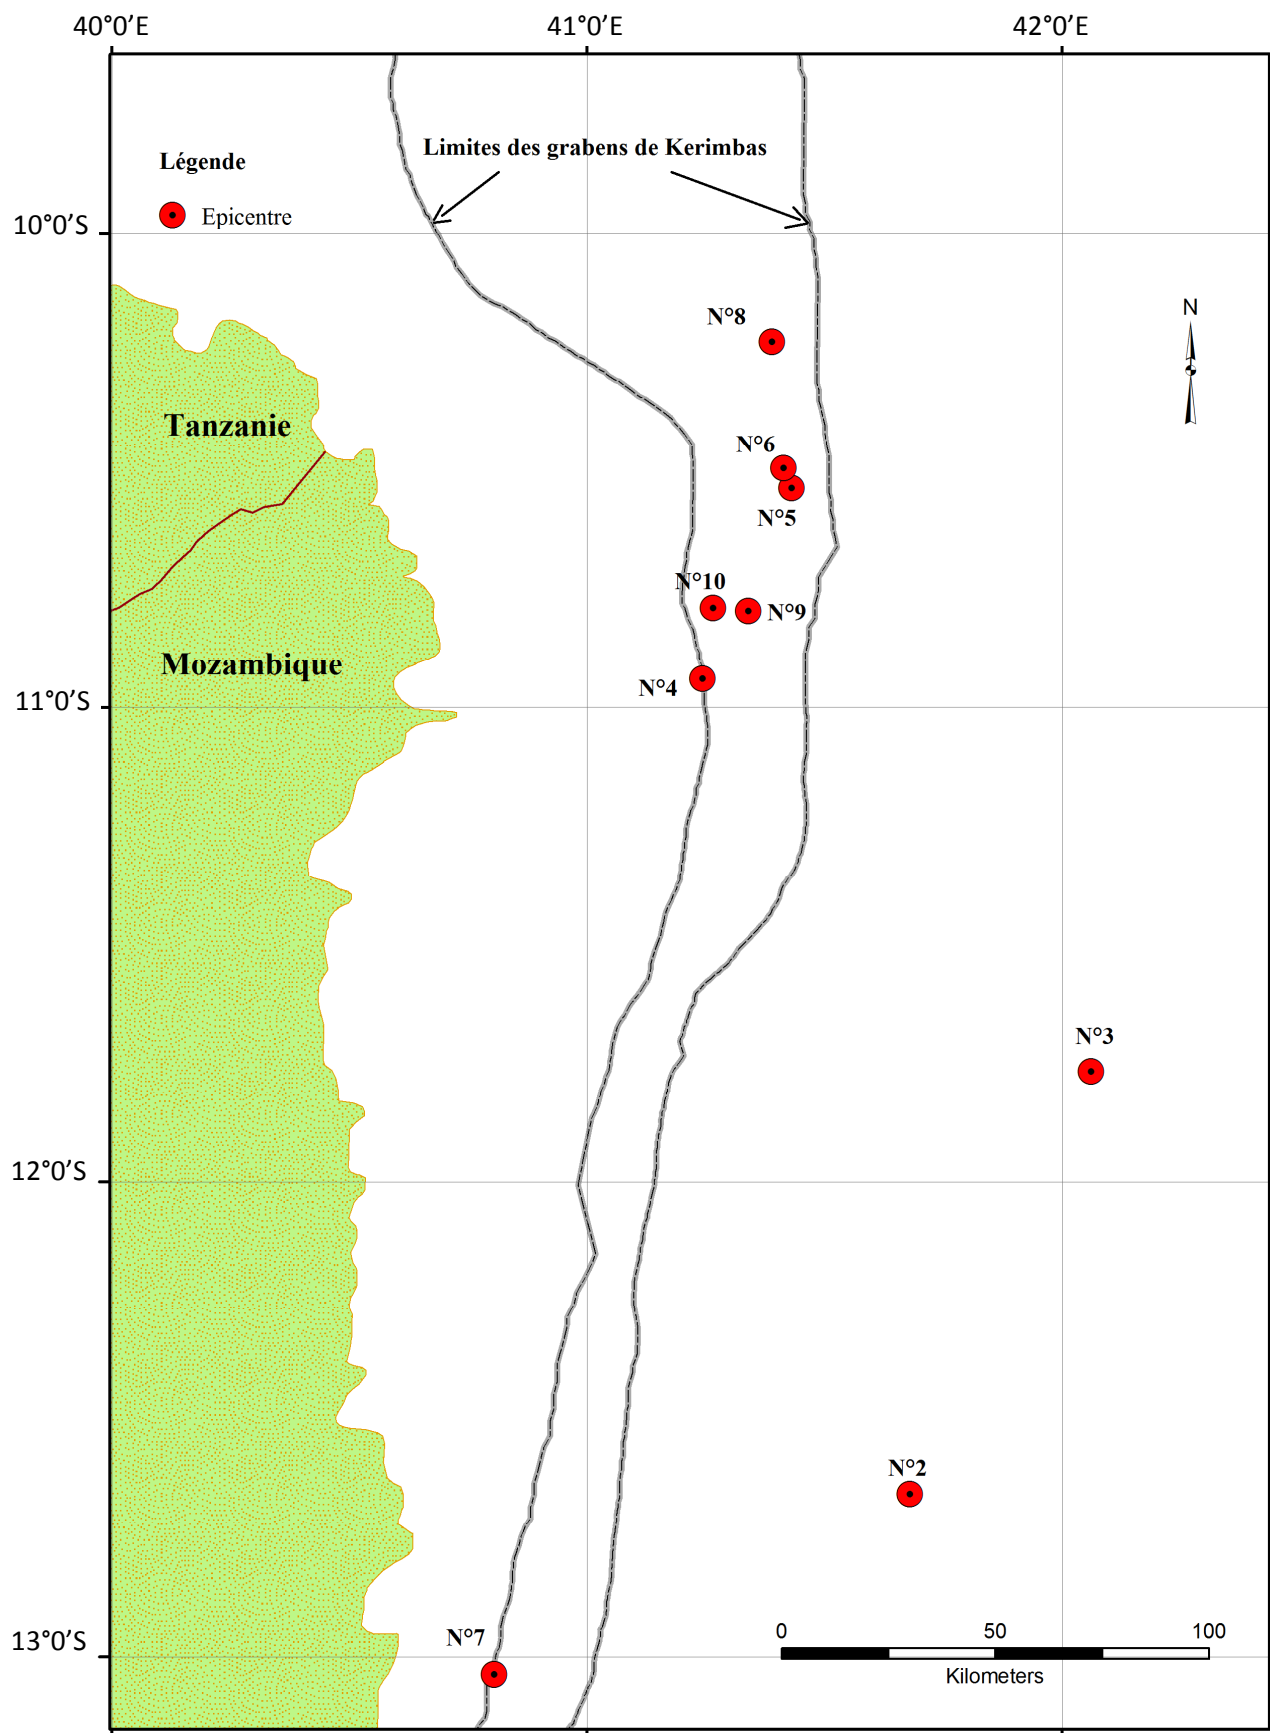 40°0’E 41°0’E 42°0’E
Limites des grabens de Kerimbas
Légende
Epicentre
10°0’S
N
N°8
Tanzanie
N°6
N°5
N°10
N°9
Mozambique
N°4
11°0’S
N°3
12°0’S
N°2
N°7
13°0’S
0 50 100
Kilometers